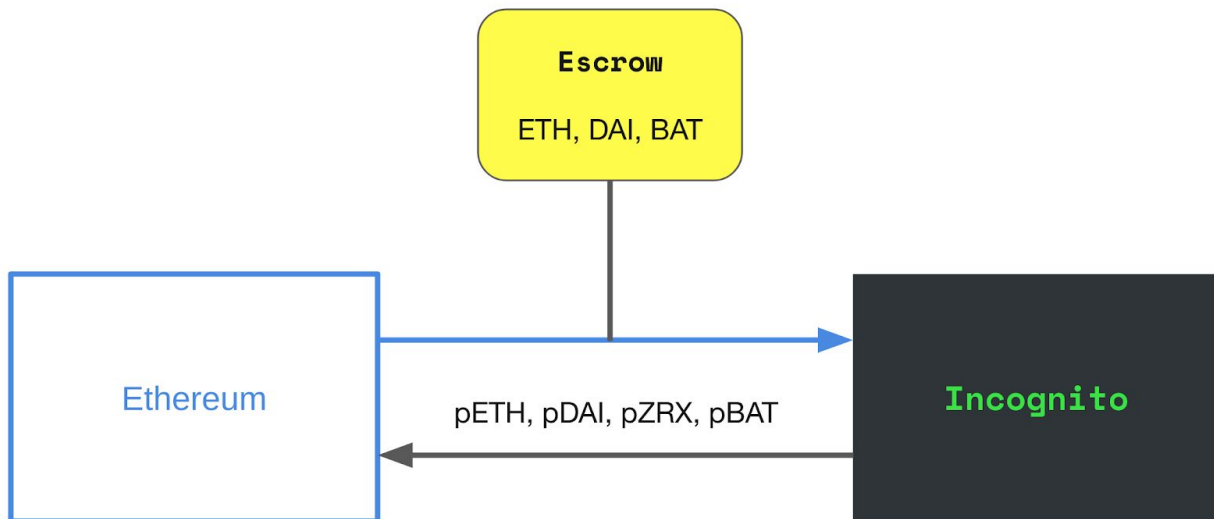 Escrow
ETH, DAI, BAT
Ethereum
pETH, pDAI, pZRX, pBAT
Incognito